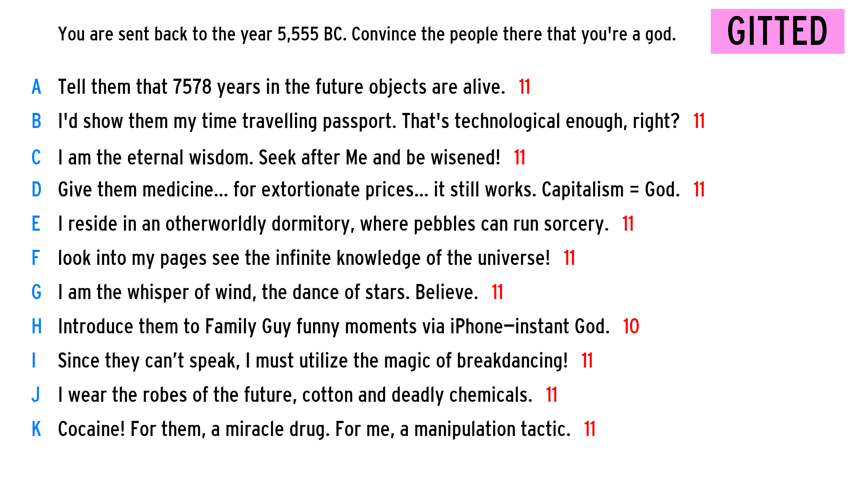 You are sent back to the year 5,555 BC. Convince the people there that you're a god.
GITTED
A Tell them that 7578 years in the future objects are alive. 11
B I'd show them my time travelling passport. That's technological enough, right? 11
C I am the eternal wisdom. Seek after Me and be wisened! 11
D Give them medicine... for extortionate prices... it still works. Capitalism = God. 11
E I reside in an otherworldly dormitory, where pebbles can run sorcery. 11
F look into my pages see the infinite knowledge of the universe! 11
G I am the whisper of wind, the dance of stars. Believe. 11
H Introduce them to Family Guy funny moments via iPhone—instant God. 10
I Since they can’t speak, I must utilize the magic of breakdancing! 11
J I wear the robes of the future, cotton and deadly chemicals. 11
K Cocaine! For them, a miracle drug. For me, a manipulation tactic. 11